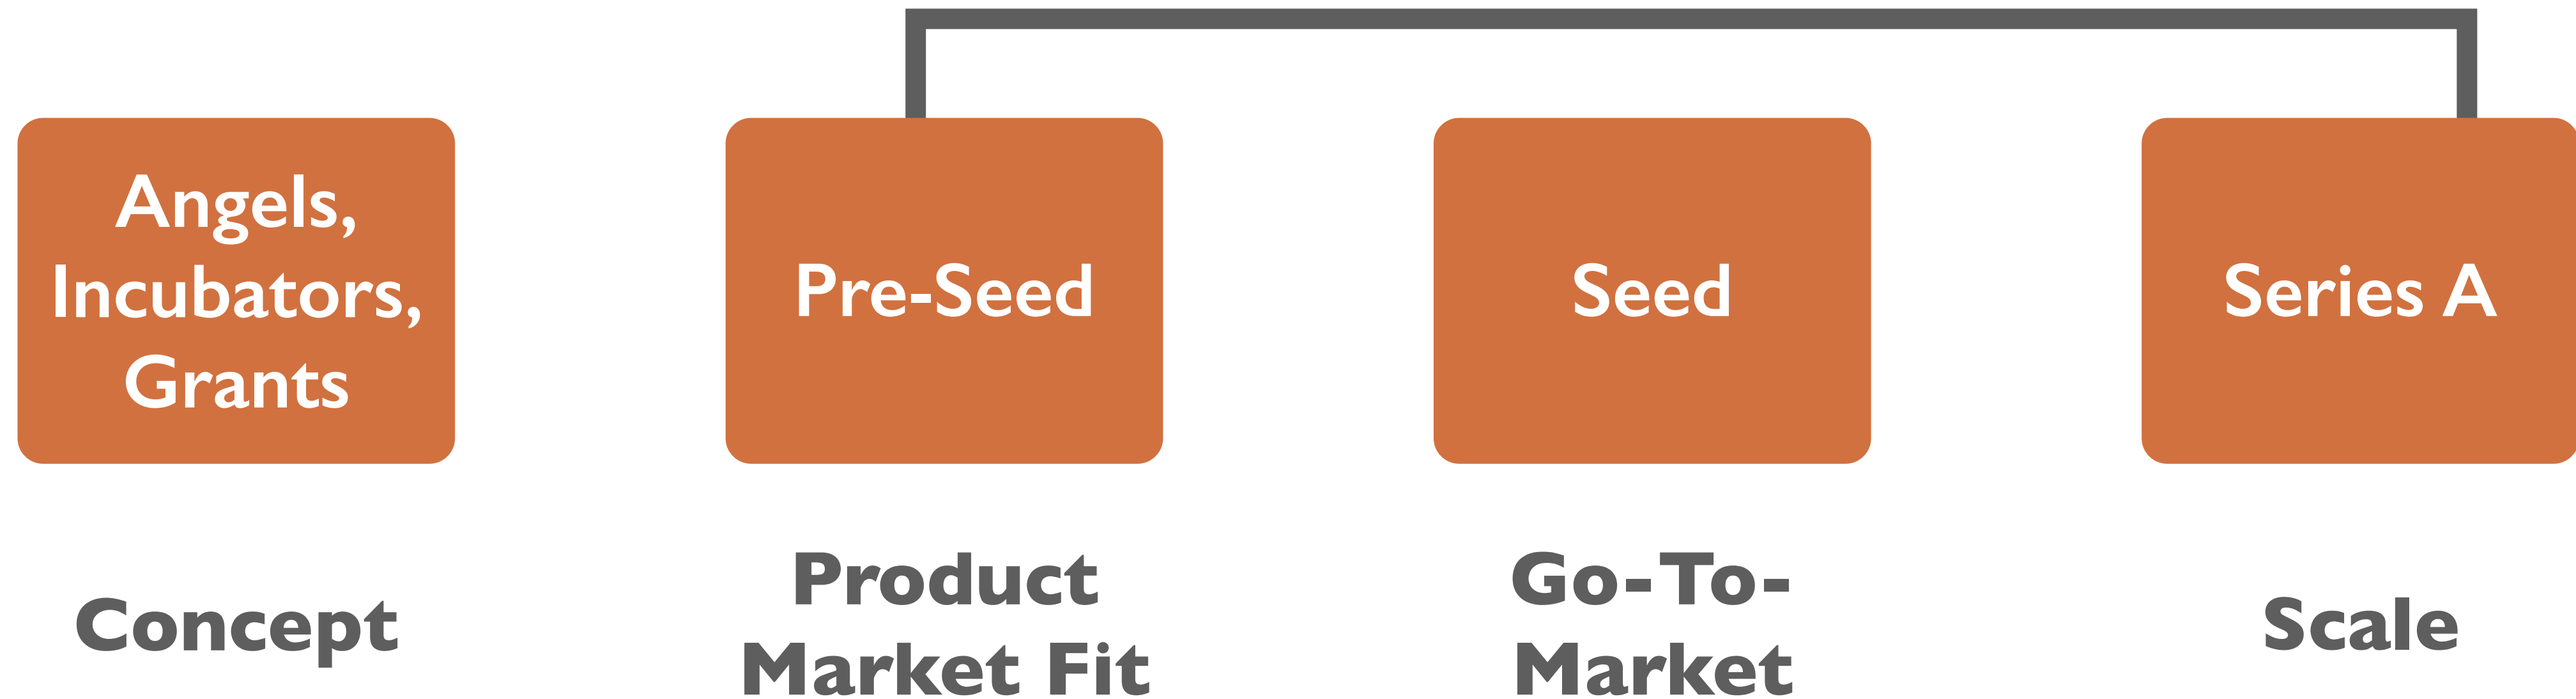 Angels,
Incubators,
Grants
Pre-Seed
Seed
Series A
Concept
Product
Market Fit
Go-To-
Market
Scale